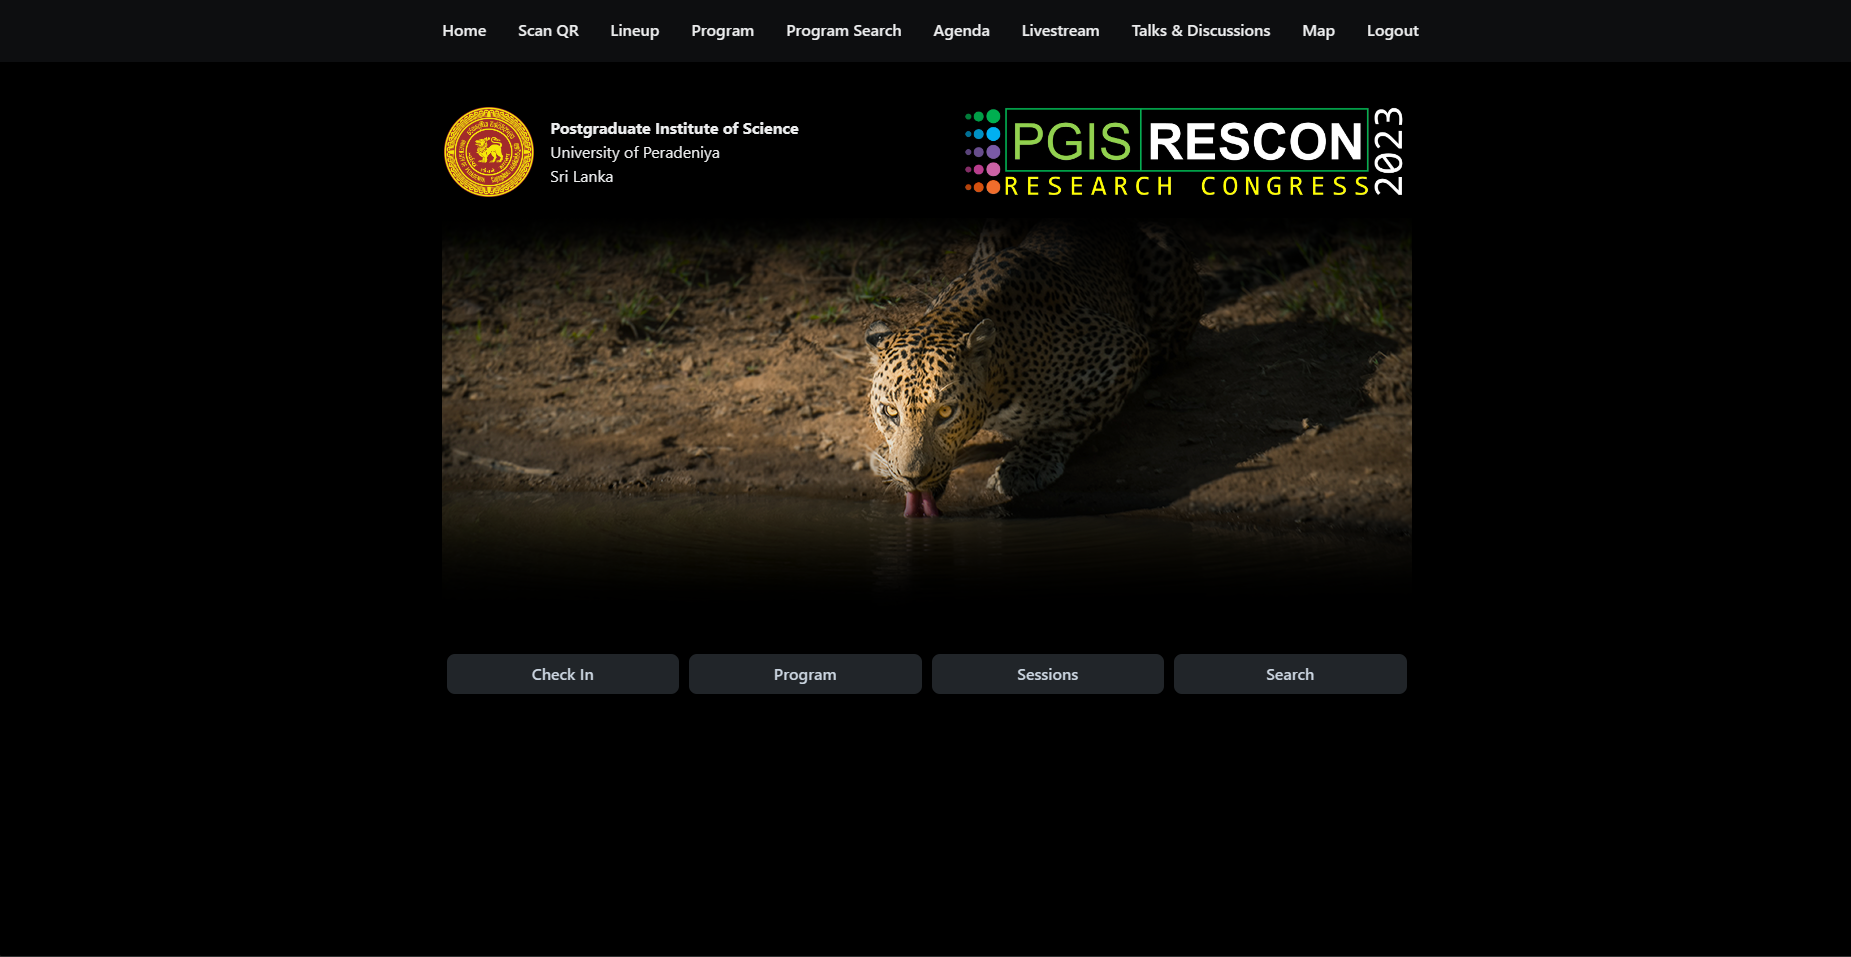 Home Scan QR Lineup Program Program Search Agenda Livestream Talks & Discussions Map Logout
Postgraduate Institute of Science
University of Peradeniya
Sri Lanka
PGIS RESCON
RESEARCH CONGRESS
2023
Check In Program Sessions Search